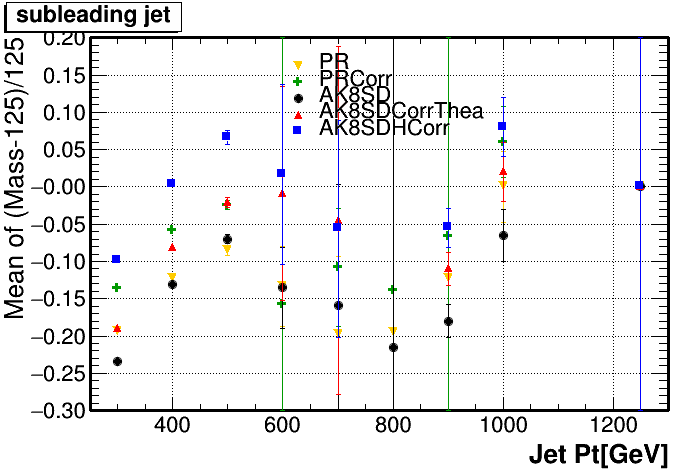 subleading jet
0.20
0.15
0.10
0.05
−0.00
−0.05
−0.10
−0.15
−0.20
−0.25
−0.30
Mean of (Mass-125)/125
PR
PRCorr
AK8SD
AK8SDCorrThea
AK8SDHCorr
400
600
800
1000
1200
Jet Pt[GeV]